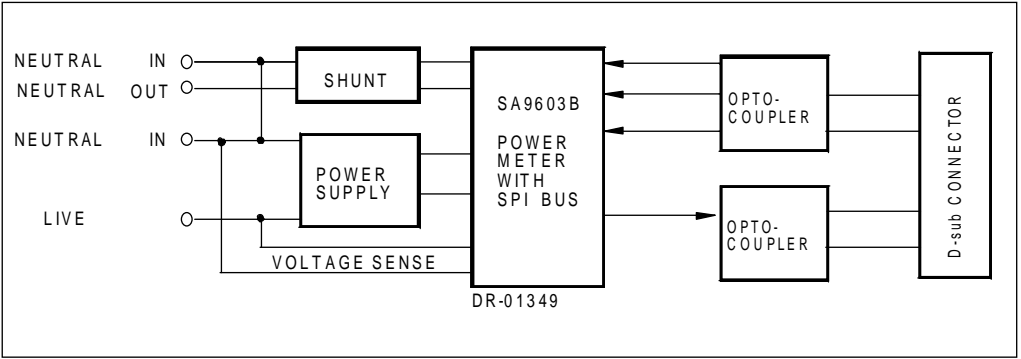 NEUTRAL IN
NEUTRAL OUT
NEUTRAL IN
LIVE
SHUNT
POWER
SUPPLY
VOLTAGE SENSE
SA9603B
POWER
METER
WITH
SPI BUS
DR-01349
OPTO-
COUPLER
OPTO-
COUPLER
D-sub CONNECTOR